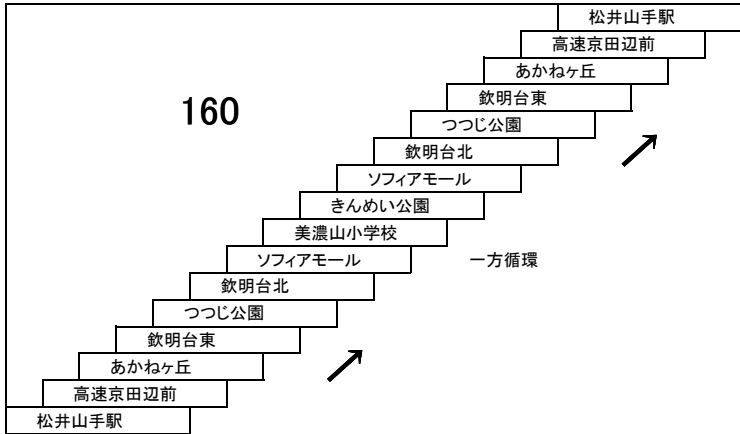 松井山手駅
高速京田辺前
あかねヶ丘
欽明台東
160
つつじ公園
欽明台北
ソフィアモール
きんめい公園
美濃山小学校
ソフィアモール
一方循環
欽明台北
つつじ公園
欽明台東
あかねヶ丘
高速京田辺前
松井山手駅